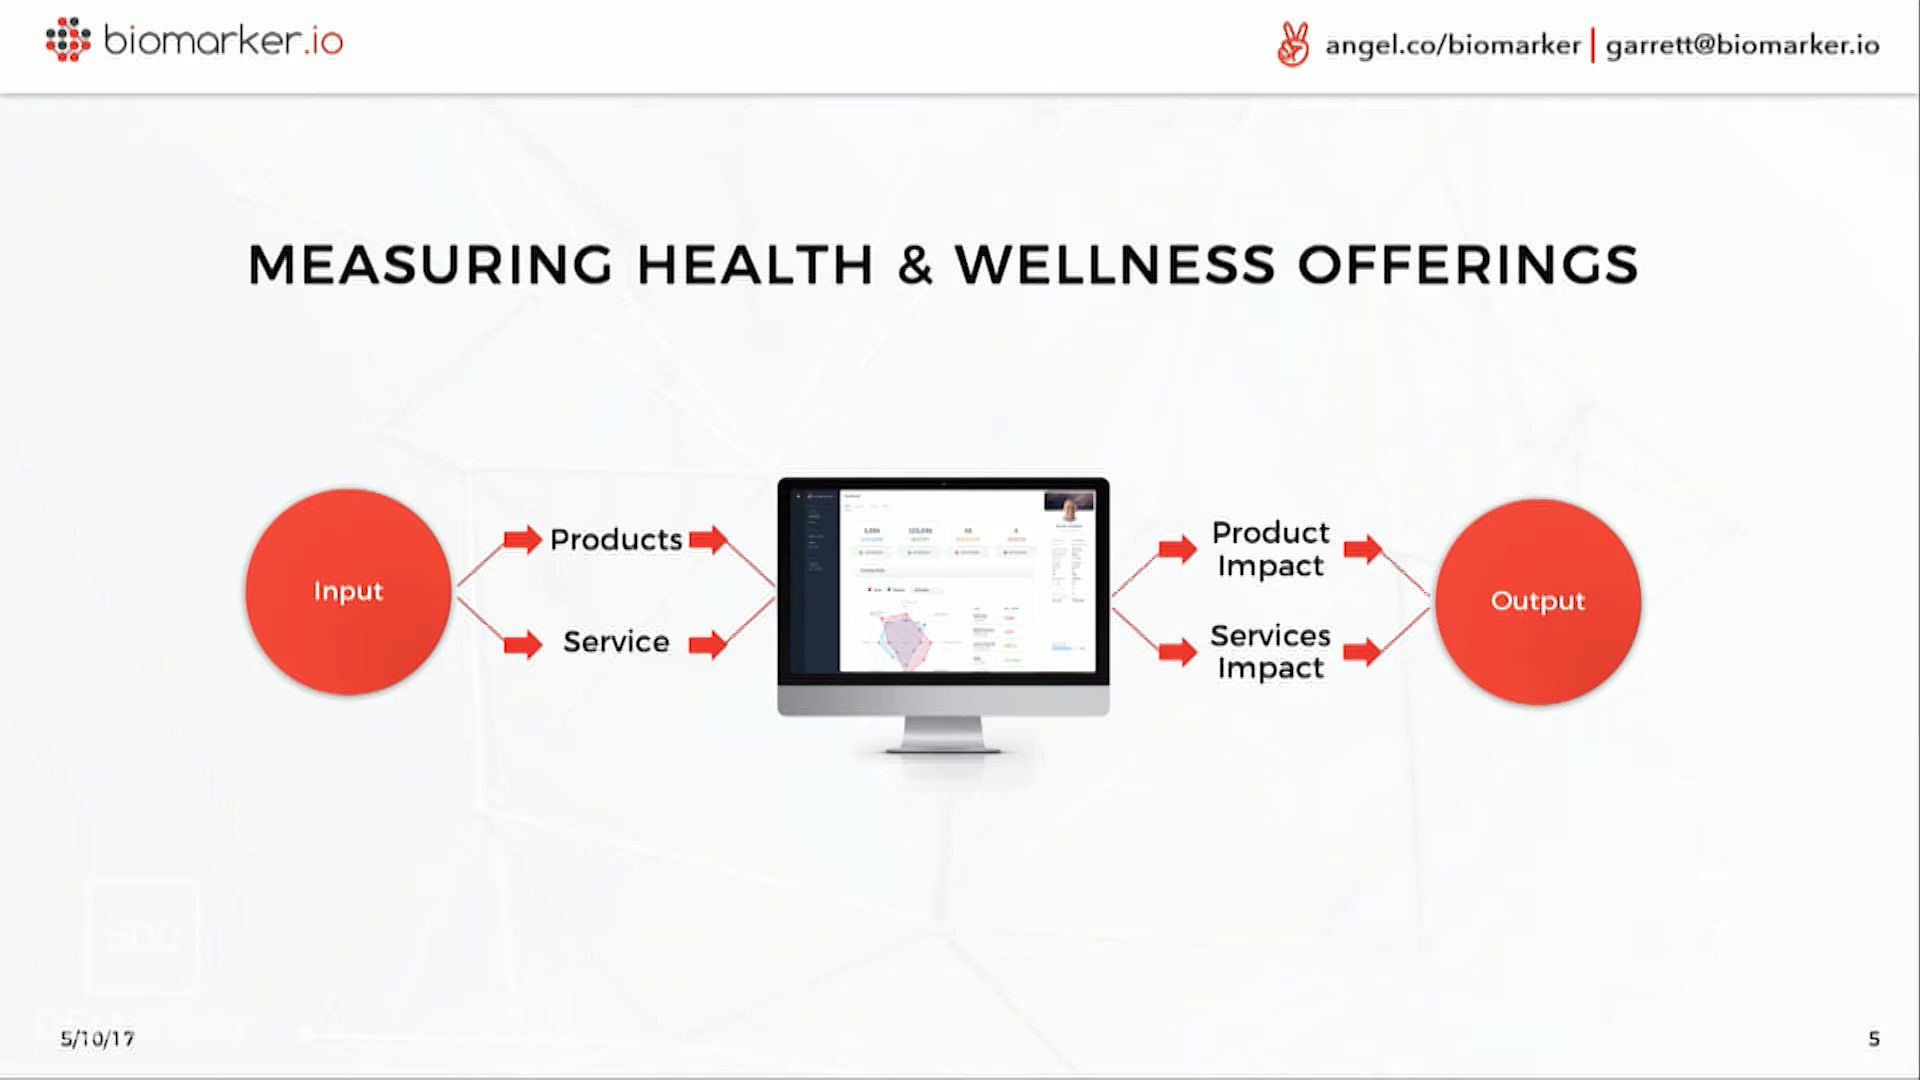 biomarker.io
angel.co/biomarker | garrett@biomarker.io
MEASURING HEALTH & WELLNESS OFFERINGS
Input
Products
Service
Product
Impact
Services
Impact
Output
5/10/17
5